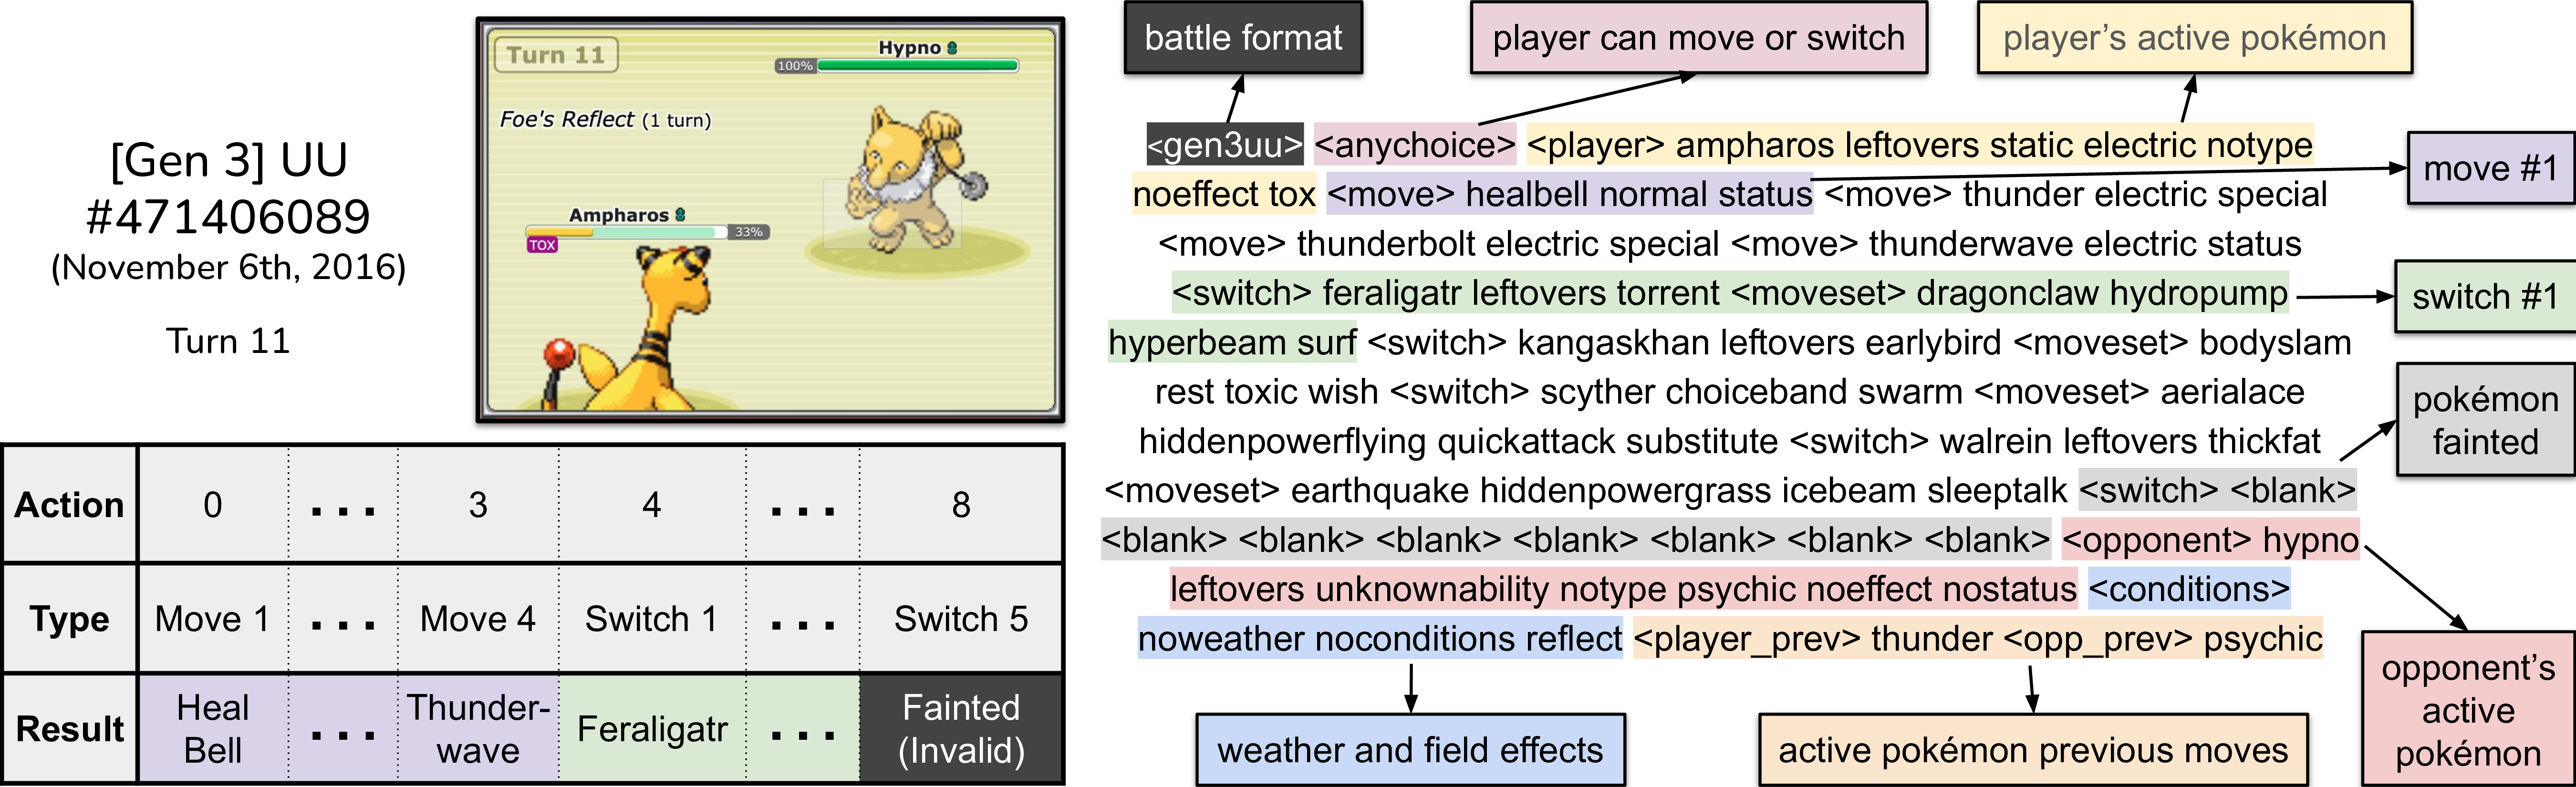 [Gen 3] UU
#471406089
(November 6th, 2016)
Turn 11
Turn 11
Hypno
100%
Foe's Reflect (1 turn)
Ampharos
33%
TOX
Action 0 ... 3 4 ... 8
Type Move 1 ... Move 4 Switch 1 ... Switch 5
Result Heal Bell ... Thunder-wave Feraligatr ... Fainted (Invalid)
battle format
player can move or switch
player's active pokémon
<gen3uu> <anychoice> <player> ampharos leftovers static electric notype
noeffect tox <move> healbell normal status <move> thunder electric special
<move> thunderbolt electric special <move> thunderwave electric status
<switch> feraligatr leftovers torrent <moveset> dragonclaw hydropump
hyperbeam surf <switch> kangaskhan leftovers earlybird <moveset> bodyslam
rest toxic wish <switch> scyther choiceband swarm <moveset> aerialace
hiddenpowerflying quickattack substitute <switch> walrein leftovers thickfat
<moveset> earthquake hiddenpowergrass icebeam sleeptalk <switch> <blank>
<blank> <blank> <blank> <blank> <blank> <blank> <blank> <opponent> hypno
leftovers unknownability notype psychic noeffect nostatus <conditions>
noweather noconditions reflect <player_prev> thunder <opp_prev> psychic
move #1
switch #1
pokémon
fainted
opponent's
active
pokémon
weather and field effects
active pokémon previous moves